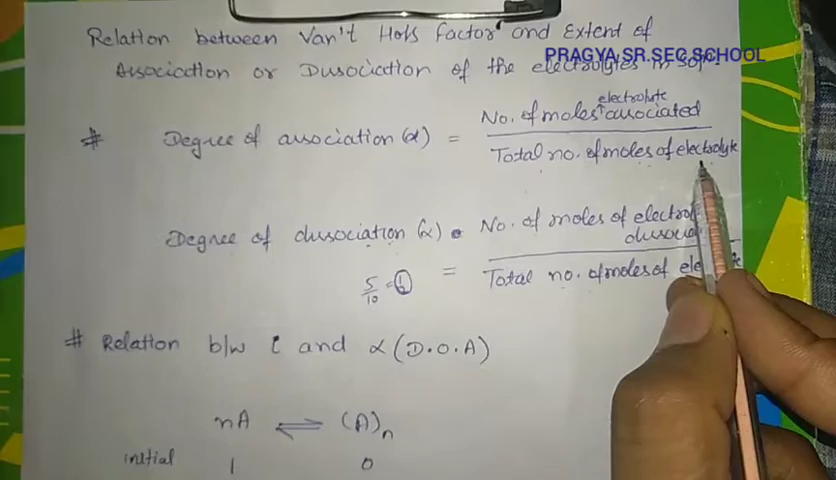 Relation between Van't Hoff factor and Extent of
PRAGYA.SR.SEC.SCHOOL
Association or Dissociation of the electrolytes in soln.
electrolyte
No. of moles associated
# Degree of association (α) =
Total no. of moles of electrolyte
Degree of dissociation (α) = No. of moles of
Total no. of moles of
5/10 = 1/2
# Relation b/w i and α (D.O.A)
nA ⇌ (A)n
initial 1 0